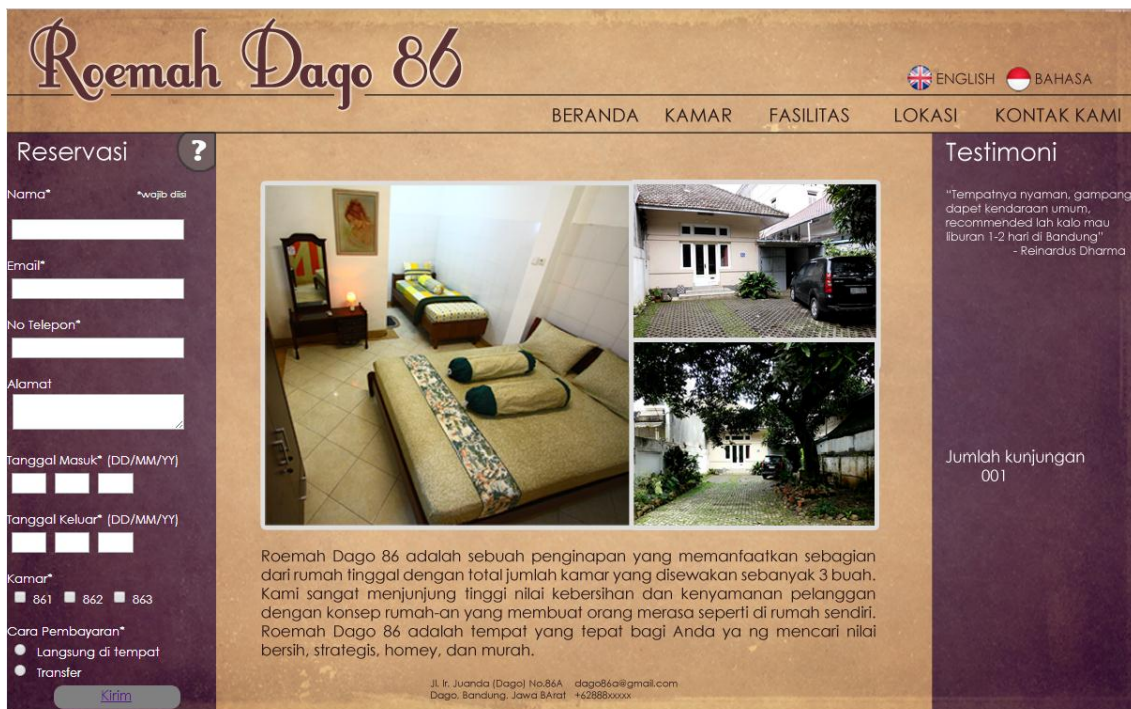 Roemah Dago 86
ENGLISH BAHASA
BERANDA KAMAR FASILITAS LOKASI KONTAK KAMI
Reservasi ?
Nama* *wajib diisi
Email*
No Telepon*
Alamat
Tanggal Masuk* (DD/MM/YY)
Tanggal Keluar* (DD/MM/YY)
Kamar*
861 862 863
Cara Pembayaran*
Langsung di tempat
Transfer
Kirim
Roemah Dago 86 adalah sebuah penginapan yang memanfaatkan sebagian
dari rumah tinggal dengan total jumlah kamar yang disewakan sebanyak 3 buah.
Kami sangat menjunjung tinggi nilai kebersihan dan kenyamanan pelanggan
dengan konsep rumah-an yang membuat orang merasa seperti di rumah sendiri.
Roemah Dago 86 adalah tempat yang tepat bagi Anda ya ng mencari nilai
bersih, strategis, homey, dan murah.
Jl. Ir. Juanda (Dago) No.86A dago86a@gmail.com
Dago, Bandung, Jawa BArat +62888xxxxx
Testimoni
"Tempatnya nyaman, gampang
dapet kendaraan umum,
recommended lah kalo mau
liburan 1-2 hari di Bandung"
- Reinardus Dharma
Jumlah kunjungan
001